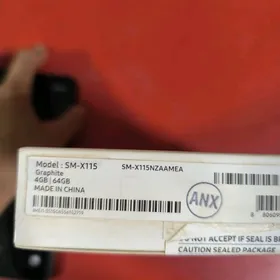 Model : SM-X115
SM-X115NZAAMEA
Graphite
4GB | 64GB
MADE IN CHINA
ANX
DO NOT ACCEPT IF SEAL IS
CAUTION SEALED PACKAGE